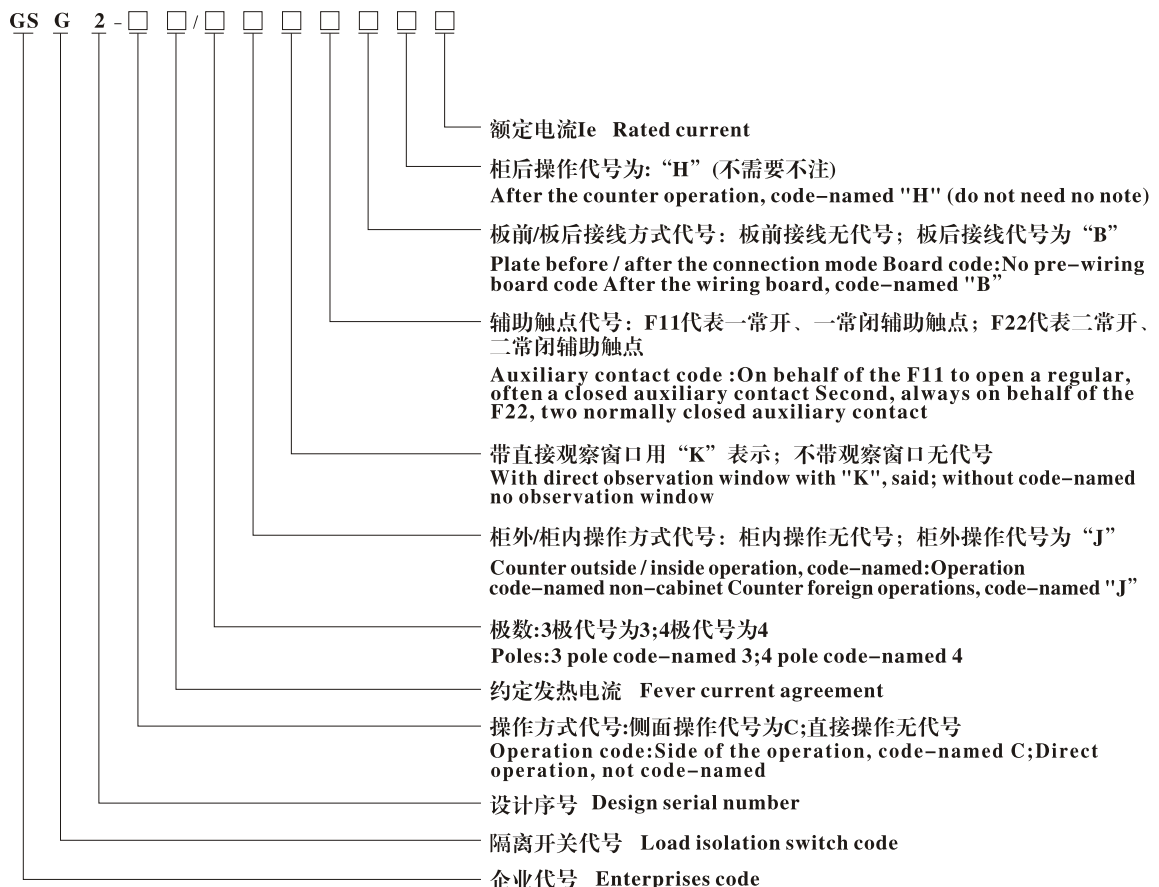 GS G 2-□ □/□ □ □ □ □ □ □
额定电流Ie Rated current
柜后操作代号为:“H”(不需要不注)
After the counter operation, code-named "H" (do not need no note)
板前/板后接线方式代号：板前接线无代号；板后接线代号为“B”
Plate before / after the connection mode Board code:No pre-wiring
board code After the wiring board, code-named "B”
辅助触点代号：F11代表一常开、一常闭辅助触点；F22代表二常开、
二常闭辅助触点
Auxiliary contact code :On behalf of the F11 to open a regular,
often a closed auxiliary contact Second, always on behalf of the
F22, two normally closed auxiliary contact
带直接观察窗口用“K”表示；不带观察窗口无代号
With direct observation window with "K", said; without code-named
no observation window
柜外/柜内操作方式代号：柜内操作无代号；柜外操作代号为“J”
Counter outside / inside operation, code-named:Operation
code-named non-cabinet Counter foreign operations, code-named "J”
极数:3极代号为3;4极代号为4
Poles:3 pole code-named 3;4 pole code-named 4
约定发热电流 Fever current agreement
操作方式代号:侧面操作代号为C;直接操作无代号
Operation code:Side of the operation, code-named C;Direct
operation, not code-named
设计序号 Design serial number
隔离开关代号 Load isolation switch code
企业代号 Enterprises code